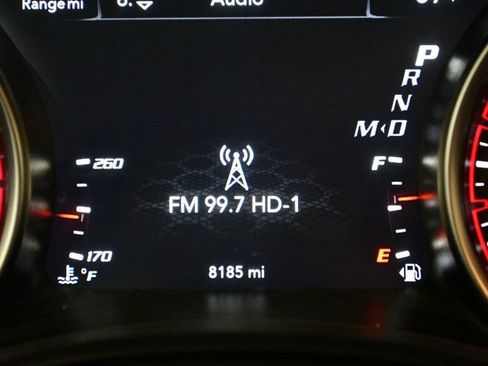 Range mi
Audio
P
R
N
M D
260
F
FM 99.7 HD-1
170
E
°F
8185 mi